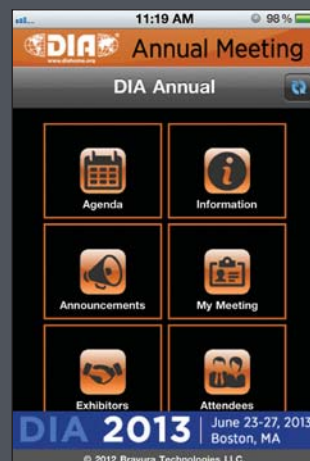 11:19 AM
98%
DIA
www.diahome.org
Annual Meeting
DIA Annual
Agenda
Information
Announcements
My Meeting
Exhibitors
Attendees
DIA 2013
June 23-27, 2013
Boston, MA
© 2012 Bravura Technologies LLC